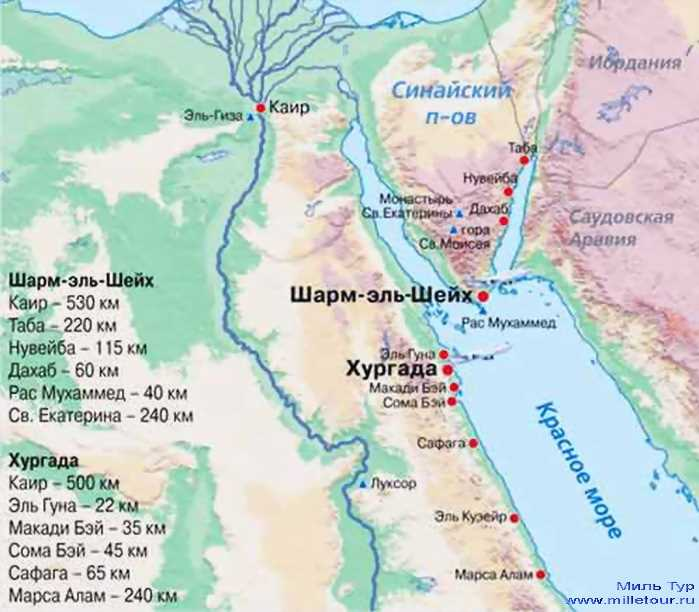 Иордания
Синайский
п-ов
Каир
Эль-Гиза
Таба
Нувейба
Монастырь
Св.Екатерины
Дахаб
гора
Св.Моисея
Саудовская
Аравия
Шарм-эль-Шейх
Рас Мухаммед
Эль Гуна
Хургада
Макади Бэй
Сома Бэй
Сафага
Луксор
Эль Кузейр
Марса Алам
Красное море
Шарм-эль-Шейх
Каир – 530 км
Таба – 220 км
Нувейба – 115 км
Дахаб – 60 км
Рас Мухаммед – 40 км
Св. Екатерина – 240 км
Хургада
Каир – 500 км
Эль Гуна – 22 км
Макади Бэй – 35 км
Сома Бэй – 45 км
Сафага – 65 км
Марса Алам – 240 км
Миль Тур
www.milletour.ru